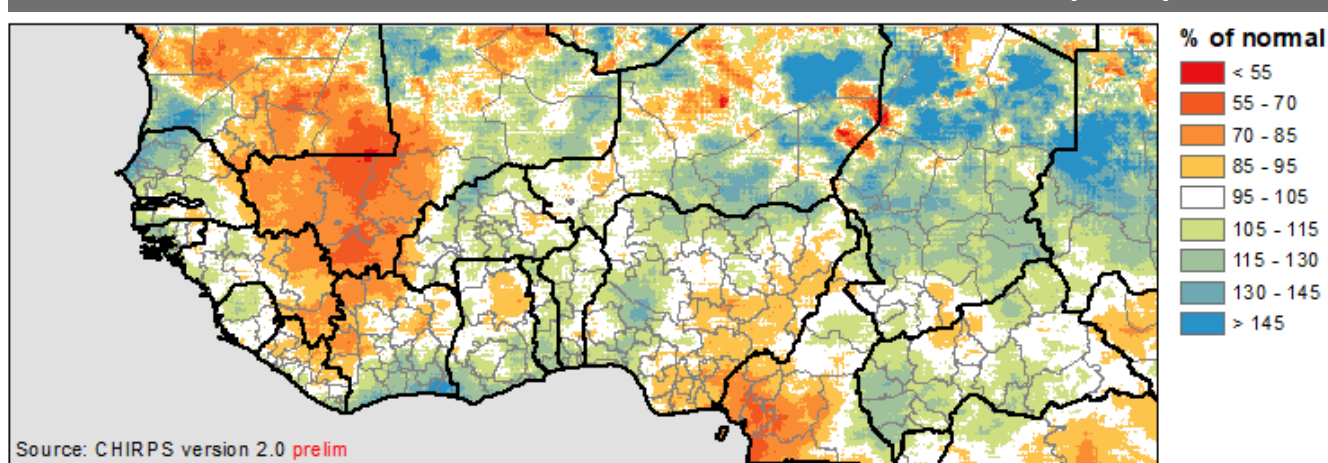 % of normal
< 55
55 - 70
70 - 85
85 - 95
95 - 105
105 - 115
115 - 130
130 - 145
> 145
Source: CHIRPS version 2.0 prelim